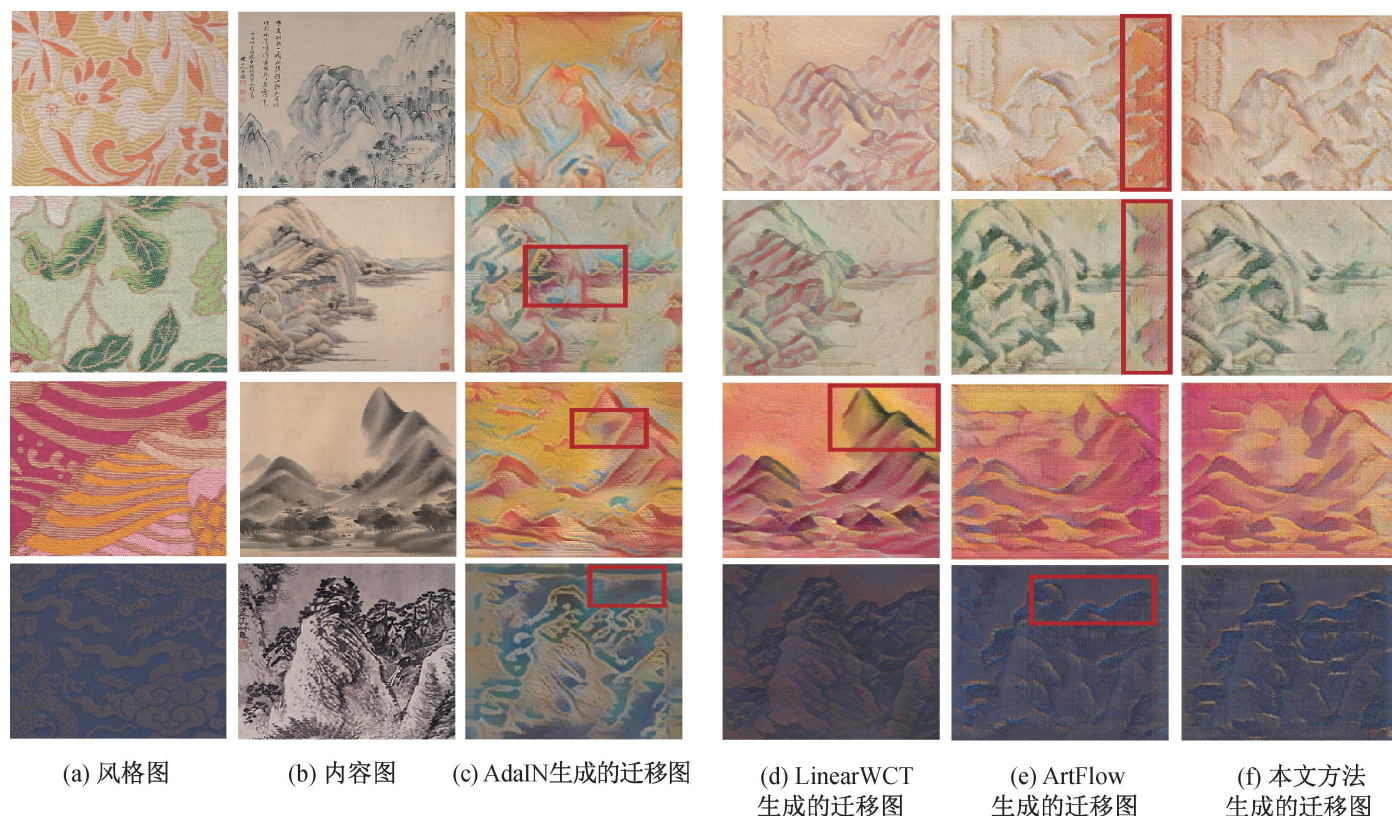 (a) 风格图
(b) 内容图
(c) AdaIN生成的迁移图
(d) LinearWCT
生成的迁移图
(e) ArtFlow
生成的迁移图
(f) 本文方法
生成的迁移图